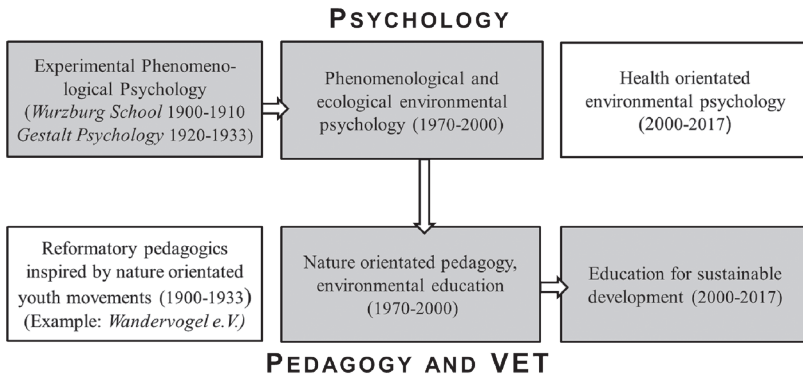 PSYCHOLOGY
Experimental Phenomeno-
logical Psychology
(Wurzburg School 1900-1910
Gestalt Psychology 1920-1933)
Phenomenological and
ecological environmental
psychology (1970-2000)
Health orientated
environmental psychology
(2000-2017)
Reformatory pedagogics
inspired by nature orientated
youth movements (1900-1933)
(Example: Wandervogel e.V.)
Nature orientated pedagogy,
environmental education
(1970-2000)
Education for sustainable
development (2000-2017)
PEDAGOGY AND VET